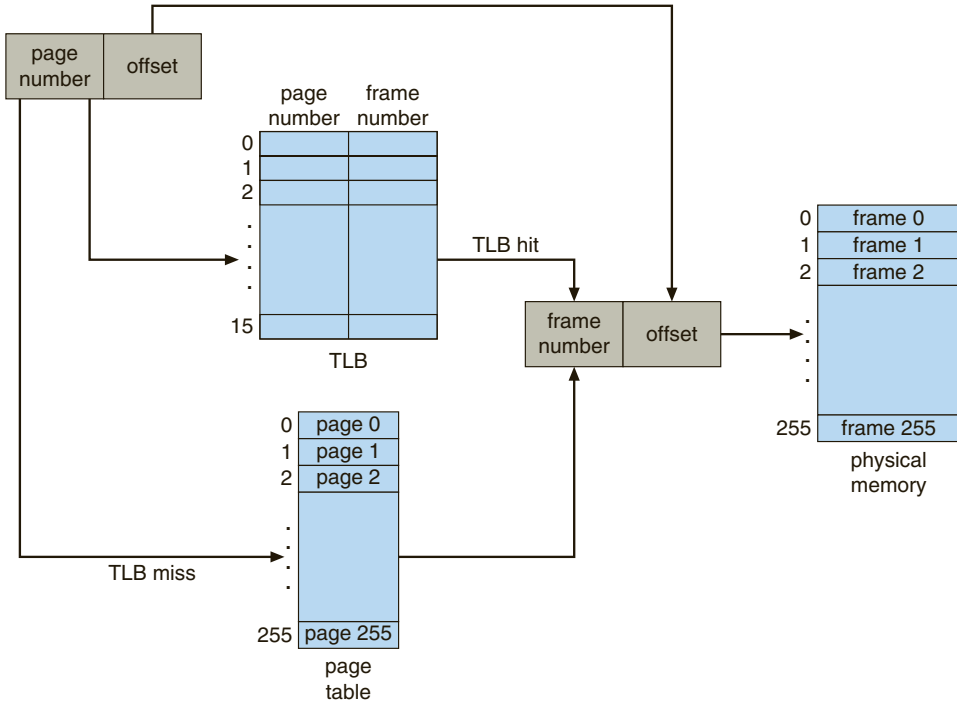 page
number
offset
page
number
frame
number
0
1
2
.
.
.
.
15
TLB
TLB hit
frame
number
offset
0 frame 0
1 frame 1
2 frame 2
.
.
.
.
255 frame 255
physical
memory
0 page 0
1 page 1
2 page 2
.
.
.
.
TLB miss
255 page 255
page
table